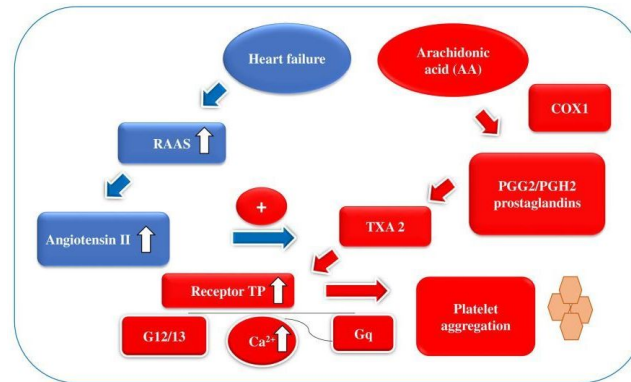 Heart failure
Arachidonic
acid (AA)
COX1
RAAS
PGG2/PGH2
prostaglandins
+
TXA 2
Angiotensin II
Receptor TP
Platelet
aggregation
G12/13
Ca²⁺
Gq